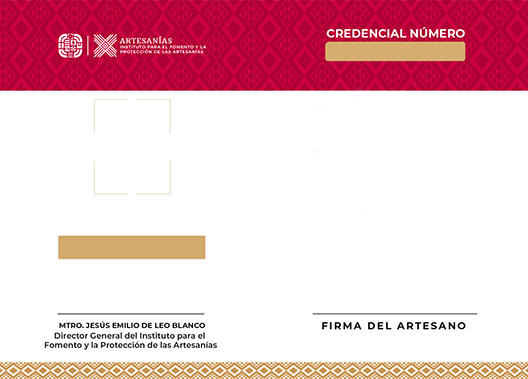 ARTESANÍAS
INSTITUTO PARA EL FOMENTO Y LA
PROTECCIÓN DE LAS ARTESANÍAS
CREDENCIAL NÚMERO
MTRO. JESÚS EMILIO DE LEO BLANCO
Director General del Instituto para el
Fomento y la Protección de las Artesanías
FIRMA DEL ARTESANO